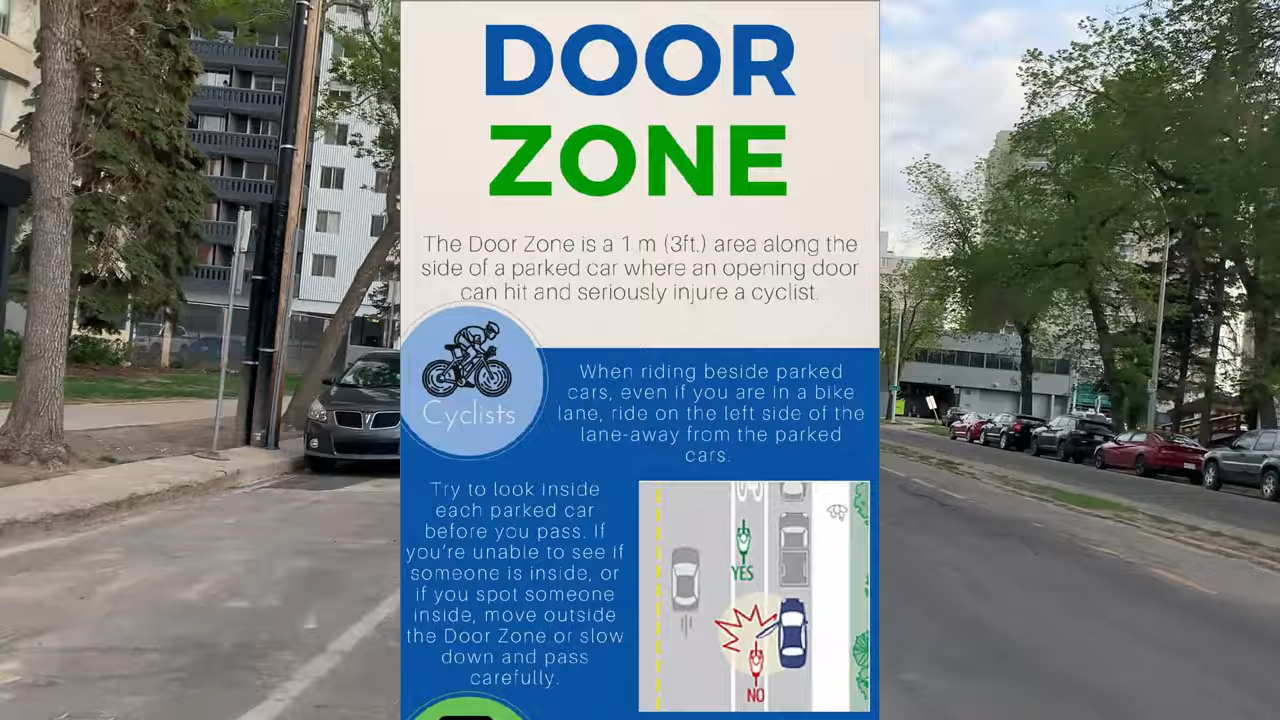 DOOR
ZONE
The Door Zone is a 1 m (3ft.) area along the
side of a parked car where an opening door
can hit and seriously injure a cyclist.
Cyclists
When riding beside parked
cars, even if you are in a bike
lane, ride on the left side of the
lane-away from the parked
cars.
Try to look inside
each parked car
before you pass. If
you're unable to see if
someone is inside, or
if you spot someone
inside, move outside
the Door Zone or slow
down and pass
carefully.
YES
NO